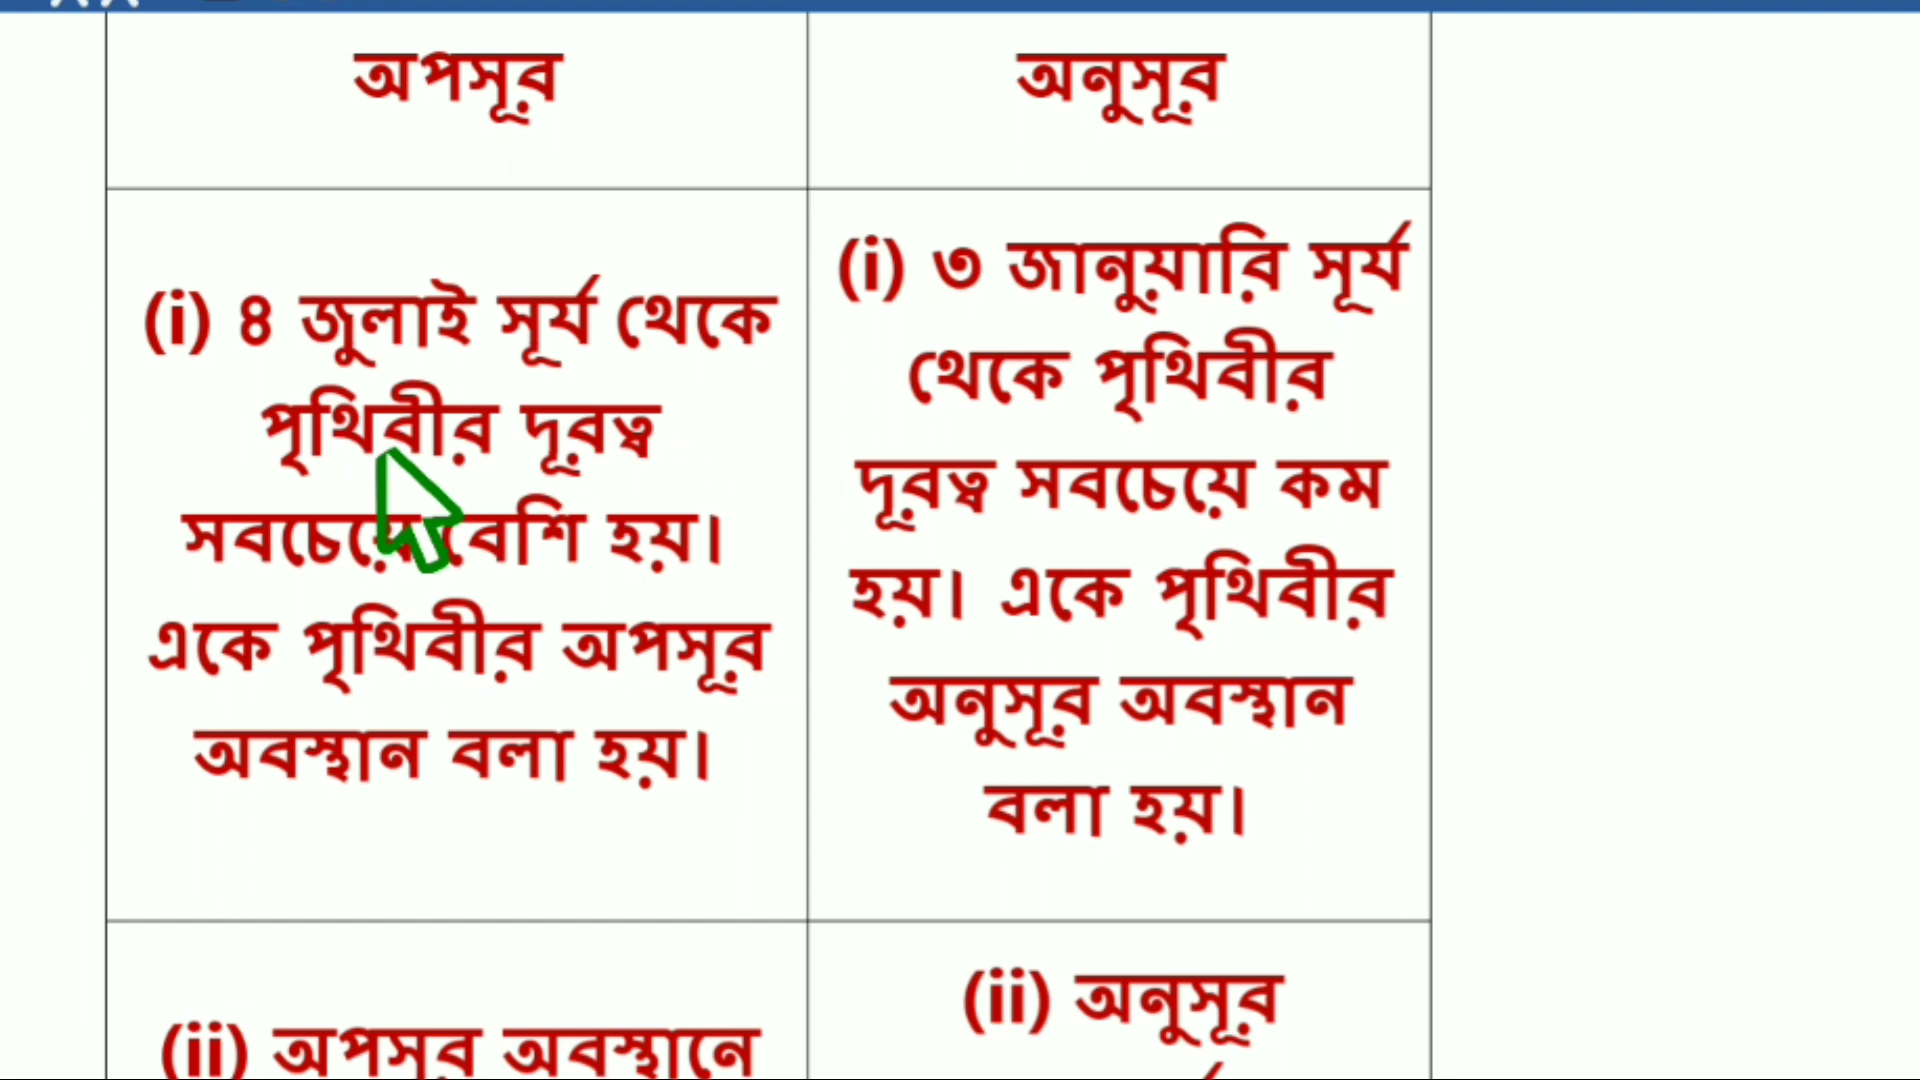 অপসূর
অনুসূর
(i) ৪ জুলাই সূর্য থেকে
পৃথিবীর দূরত্ব
সবচেয়ে বেশি হয়।
একে পৃথিবীর অপসূর
অবস্থান বলা হয়।
(i) ৩ জানুয়ারি সূর্য
থেকে পৃথিবীর
দূরত্ব সবচেয়ে কম
হয়। একে পৃথিবীর
অনুসূর অবস্থান
বলা হয়।
(ii) অপসূর অবস্থানে
(ii) অনুসূর